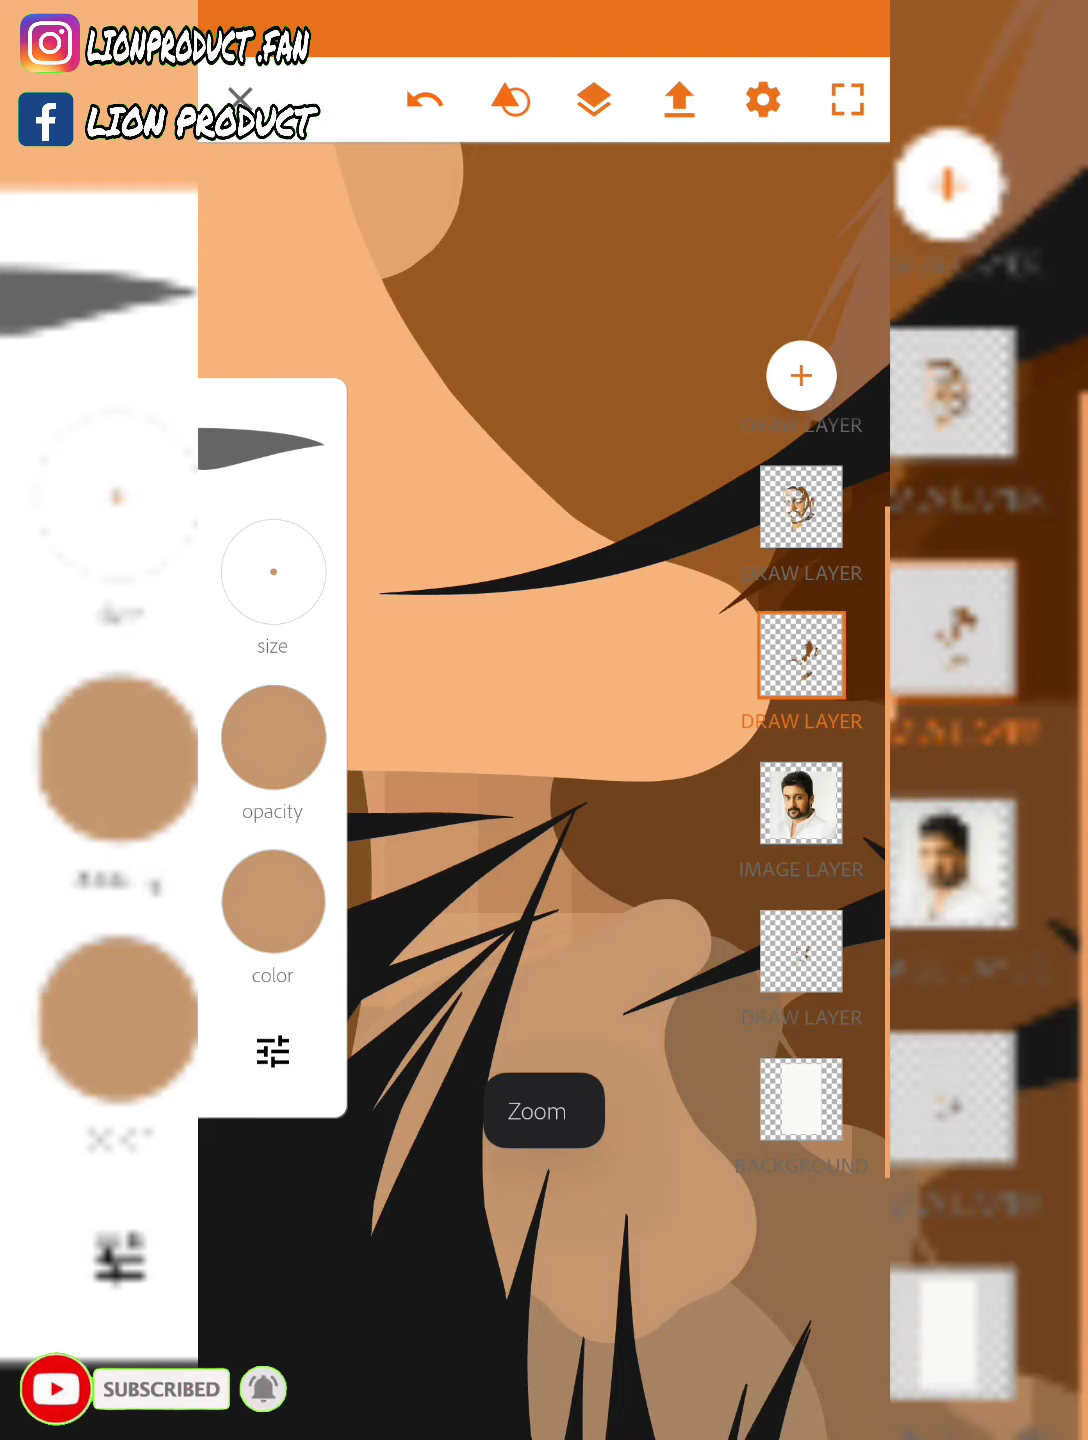 LIONPRODUCT.FAN
LION PRODUCT
DRAW LAYER
DRAW LAYER
size
DRAW LAYER
opacity
IMAGE LAYER
color
DRAW LAYER
Zoom
BACKGROUND
SUBSCRIBED